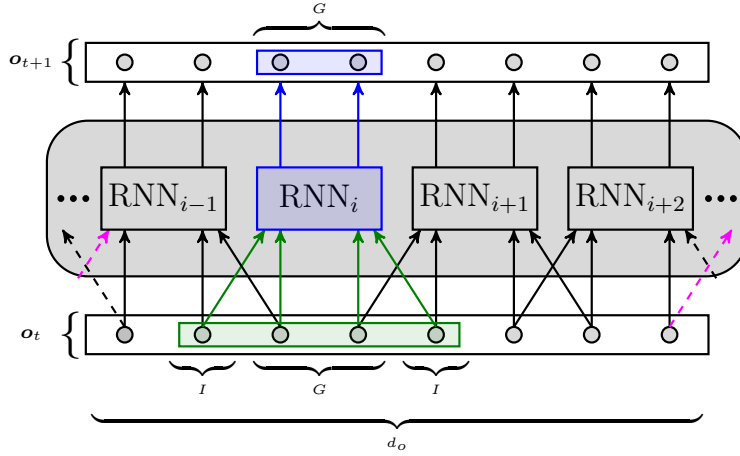 G
o_{t+1}
... RNN_{i-1} RNN_i RNN_{i+1} RNN_{i+2} ...
o_t
I G I
d_o